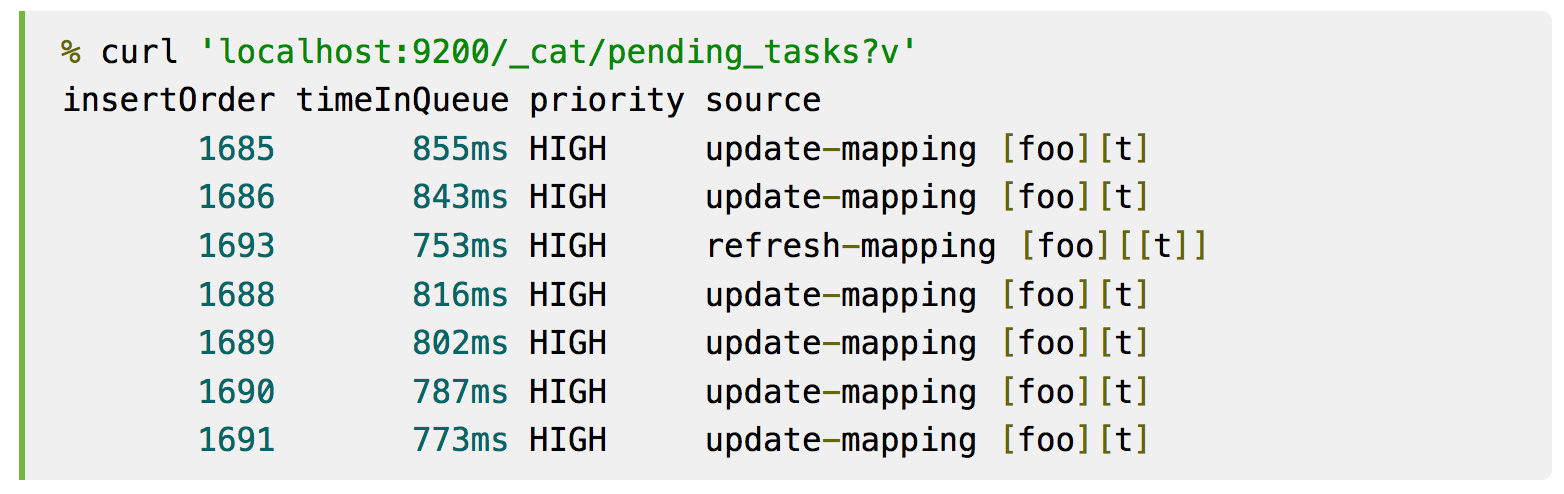 % curl 'localhost:9200/_cat/pending_tasks?v'
insertOrder timeInQueue priority source
       1685       855ms HIGH     update-mapping [foo][t]
       1686       843ms HIGH     update-mapping [foo][t]
       1693       753ms HIGH     refresh-mapping [foo][[t]]
       1688       816ms HIGH     update-mapping [foo][t]
       1689       802ms HIGH     update-mapping [foo][t]
       1690       787ms HIGH     update-mapping [foo][t]
       1691       773ms HIGH     update-mapping [foo][t]